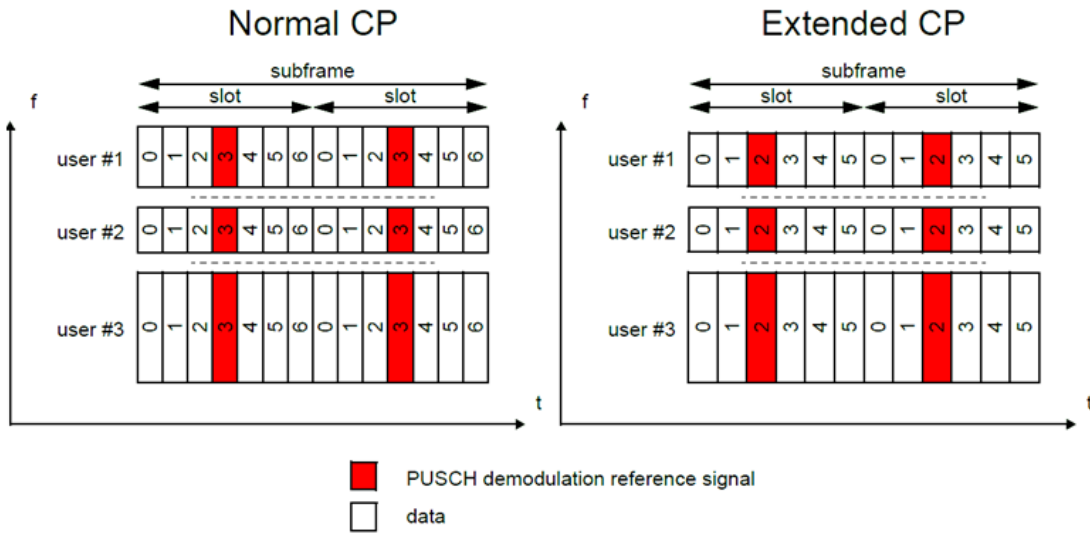 Normal CP
Extended CP
subframe
slot slot
f
user #1 0 1 2 3 4 5 6 0 1 2 3 4 5 6
user #2 0 1 2 3 4 5 6 0 1 2 3 4 5 6
user #3 0 1 2 3 4 5 6 0 1 2 3 4 5 6
t
subframe
slot slot
f
user #1 0 1 2 3 4 5 0 1 2 3 4 5
user #2 0 1 2 3 4 5 0 1 2 3 4 5
user #3 0 1 2 3 4 5 0 1 2 3 4 5
t
PUSCH demodulation reference signal
data